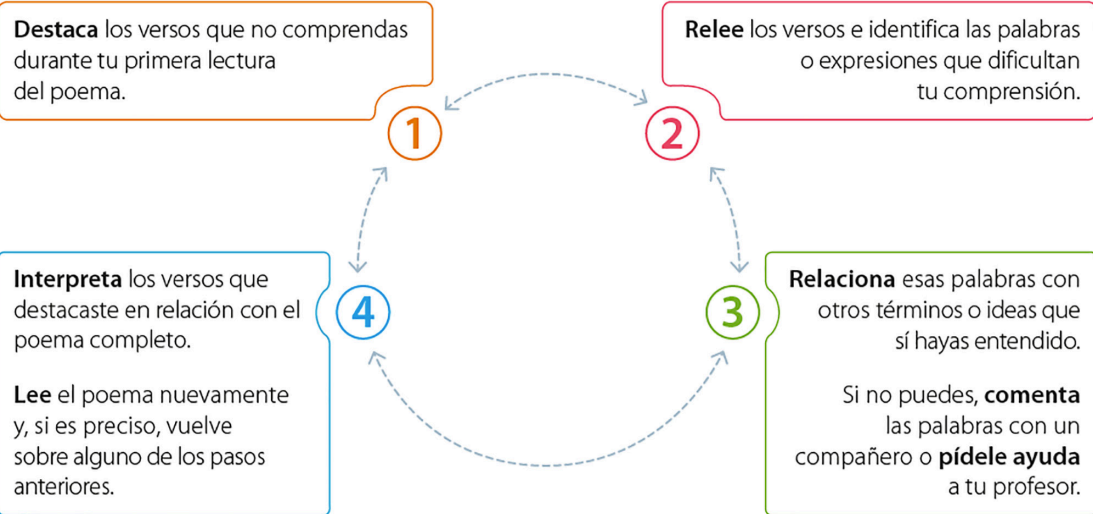 Destaca los versos que no comprendas
durante tu primera lectura
del poema.
1
Relee los versos e identifica las palabras
o expresiones que dificultan
tu comprensión.
2
Relaciona esas palabras con
otros términos o ideas que
sí hayas entendido.
Si no puedes, comenta
las palabras con un
compañero o pídele ayuda
a tu profesor.
3
Interpreta los versos que
destacaste en relación con el
poema completo.
Lee el poema nuevamente
y, si es preciso, vuelve
sobre alguno de los pasos
anteriores.
4